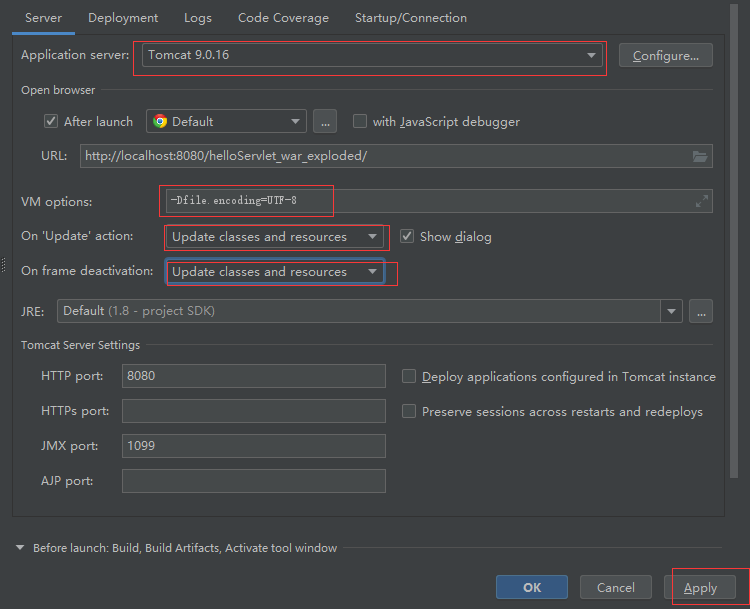 Server Deployment Logs Code Coverage Startup/Connection
Application server: Tomcat 9.0.16 Configure...
Open browser
After launch Default ... with JavaScript debugger
URL: http://localhost:8080/helloServlet_war_exploded/
VM options: -Dfile.encoding=UTF-8
On 'Update' action: Update classes and resources Show dialog
On frame deactivation: Update classes and resources
JRE: Default (1.8 - project SDK) ...
Tomcat Server Settings
HTTP port: 8080 Deploy applications configured in Tomcat instance
HTTPs port: Preserve sessions across restarts and redeploys
JMX port: 1099
AJP port:
Before launch: Build, Build Artifacts, Activate tool window
OK Cancel Apply